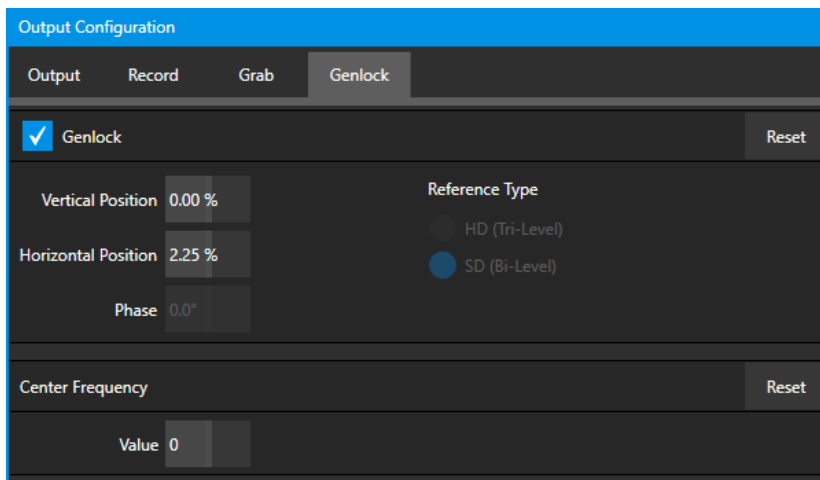 Output Configuration
Output Record Grab Genlock
Genlock Reset
Vertical Position 0.00 %
Reference Type
HD (Tri-Level)
Horizontal Position 2.25 %
SD (Bi-Level)
Phase 0.0°
Center Frequency Reset
Value 0